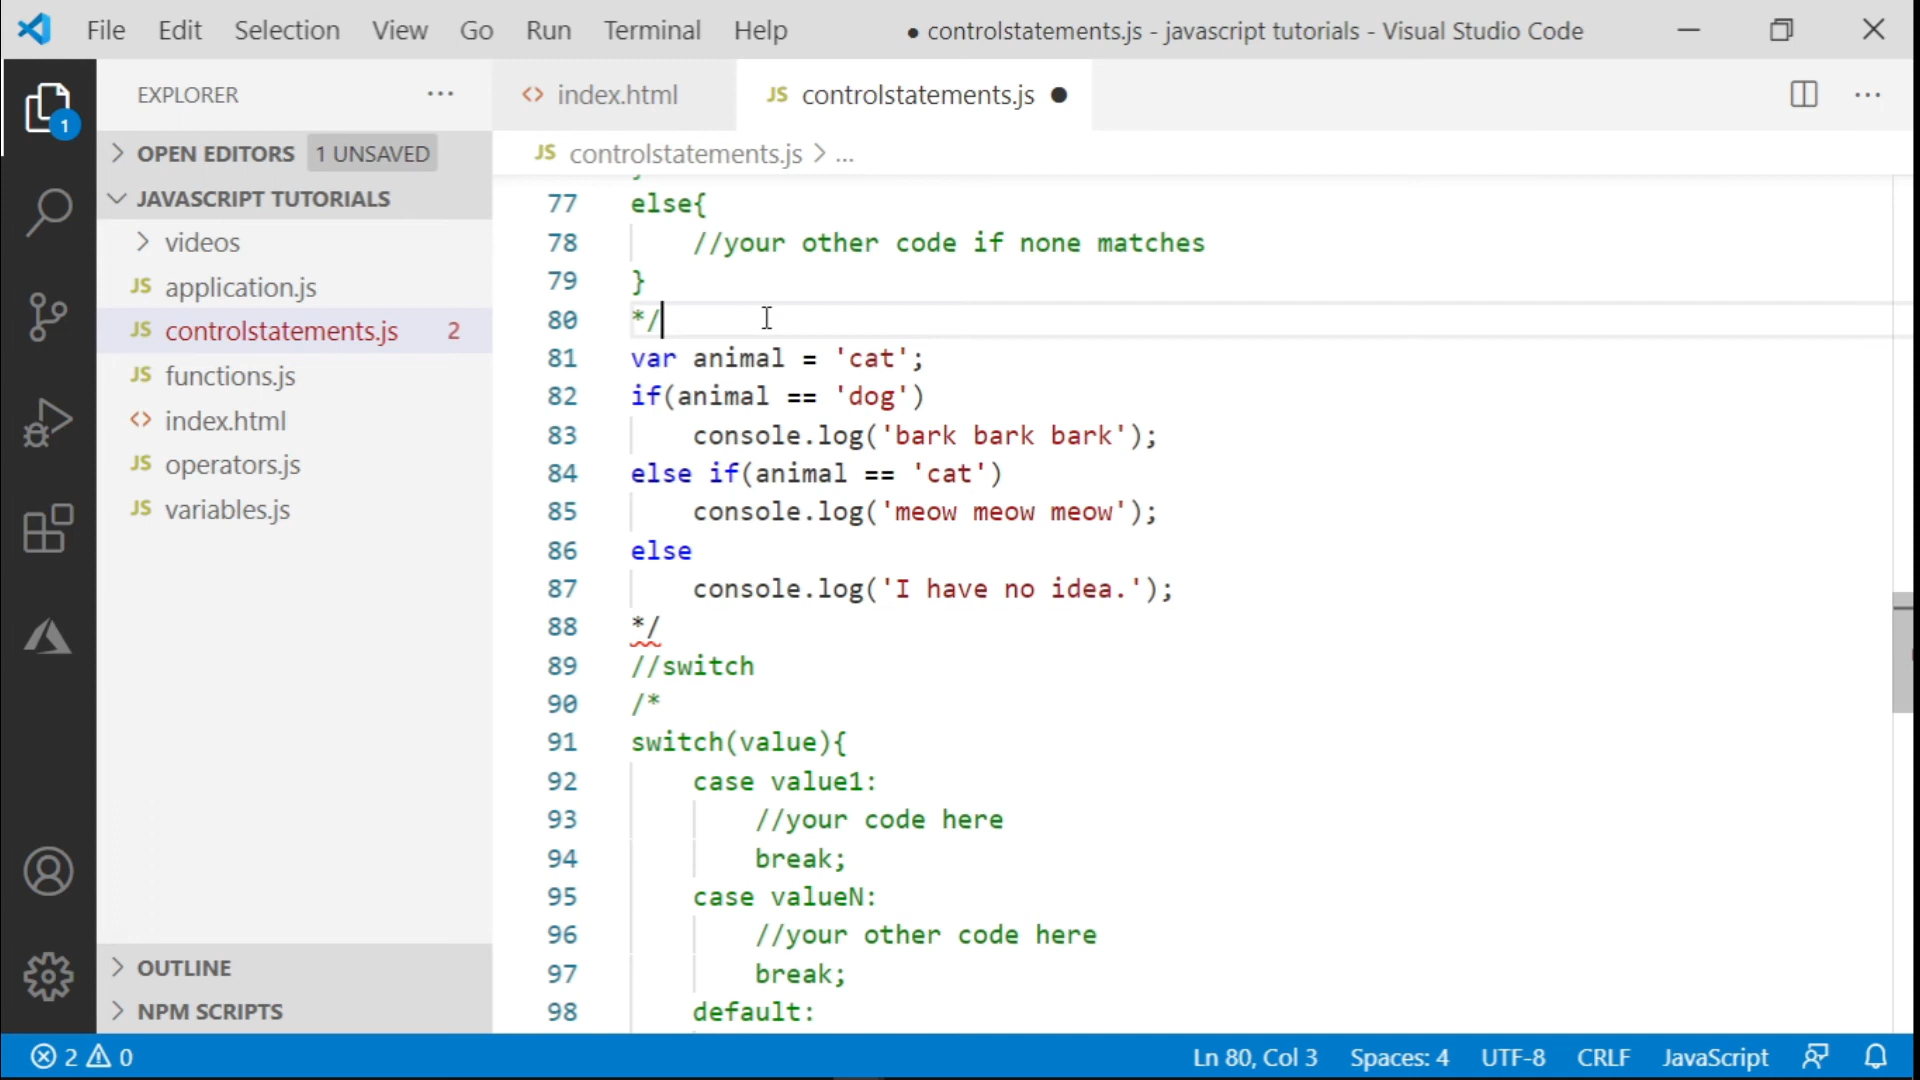 File Edit Selection View Go Run Terminal Help ● controlstatements.js - javascript tutorials - Visual Studio Code
EXPLORER ...
index.html
JS controlstatements.js ●
OPEN EDITORS 1 UNSAVED
JS controlstatements.js > ...
JAVASCRIPT TUTORIALS
videos
JS application.js
JS controlstatements.js 2
JS functions.js
<> index.html
JS operators.js
JS variables.js
OUTLINE
NPM SCRIPTS
1
77 else{
78 //your other code if none matches
79 }
80 */
81 var animal = 'cat';
82 if(animal == 'dog')
83 console.log('bark bark bark');
84 else if(animal == 'cat')
85 console.log('meow meow meow');
86 else
87 console.log('I have no idea.');
88 */
89 //switch
90 /*
91 switch(value){
92 case value1:
93 //your code here
94 break;
95 case valueN:
96 //your other code here
97 break;
98 default:
2 0 Ln 80, Col 3 Spaces: 4 UTF-8 CRLF JavaScript